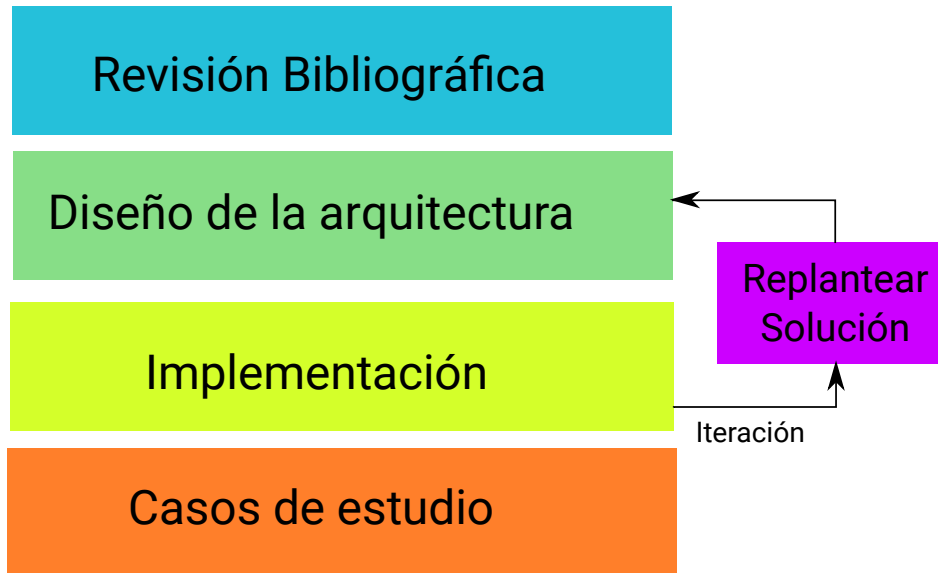 Revisión Bibliográfica
Diseño de la arquitectura
Replantear
Solución
Implementación
Iteración
Casos de estudio